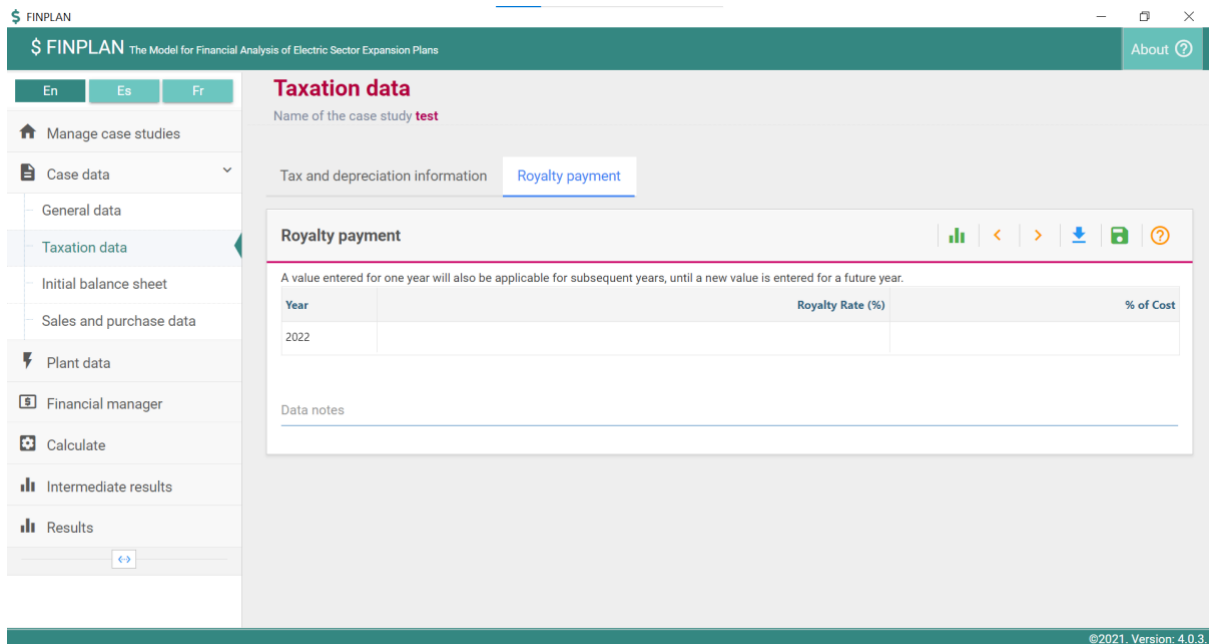 $ FINPLAN
$ FINPLAN The Model for Financial Analysis of Electric Sector Expansion Plans
About
En Es Fr
Manage case studies
Case data
General data
Taxation data
Initial balance sheet
Sales and purchase data
Plant data
Financial manager
Calculate
Intermediate results
Results
Taxation data
Name of the case study test
Tax and depreciation information Royalty payment
Royalty payment
A value entered for one year will also be applicable for subsequent years, until a new value is entered for a future year.
Year Royalty Rate (%) % of Cost
2022
Data notes
©2021. Version: 4.0.3.